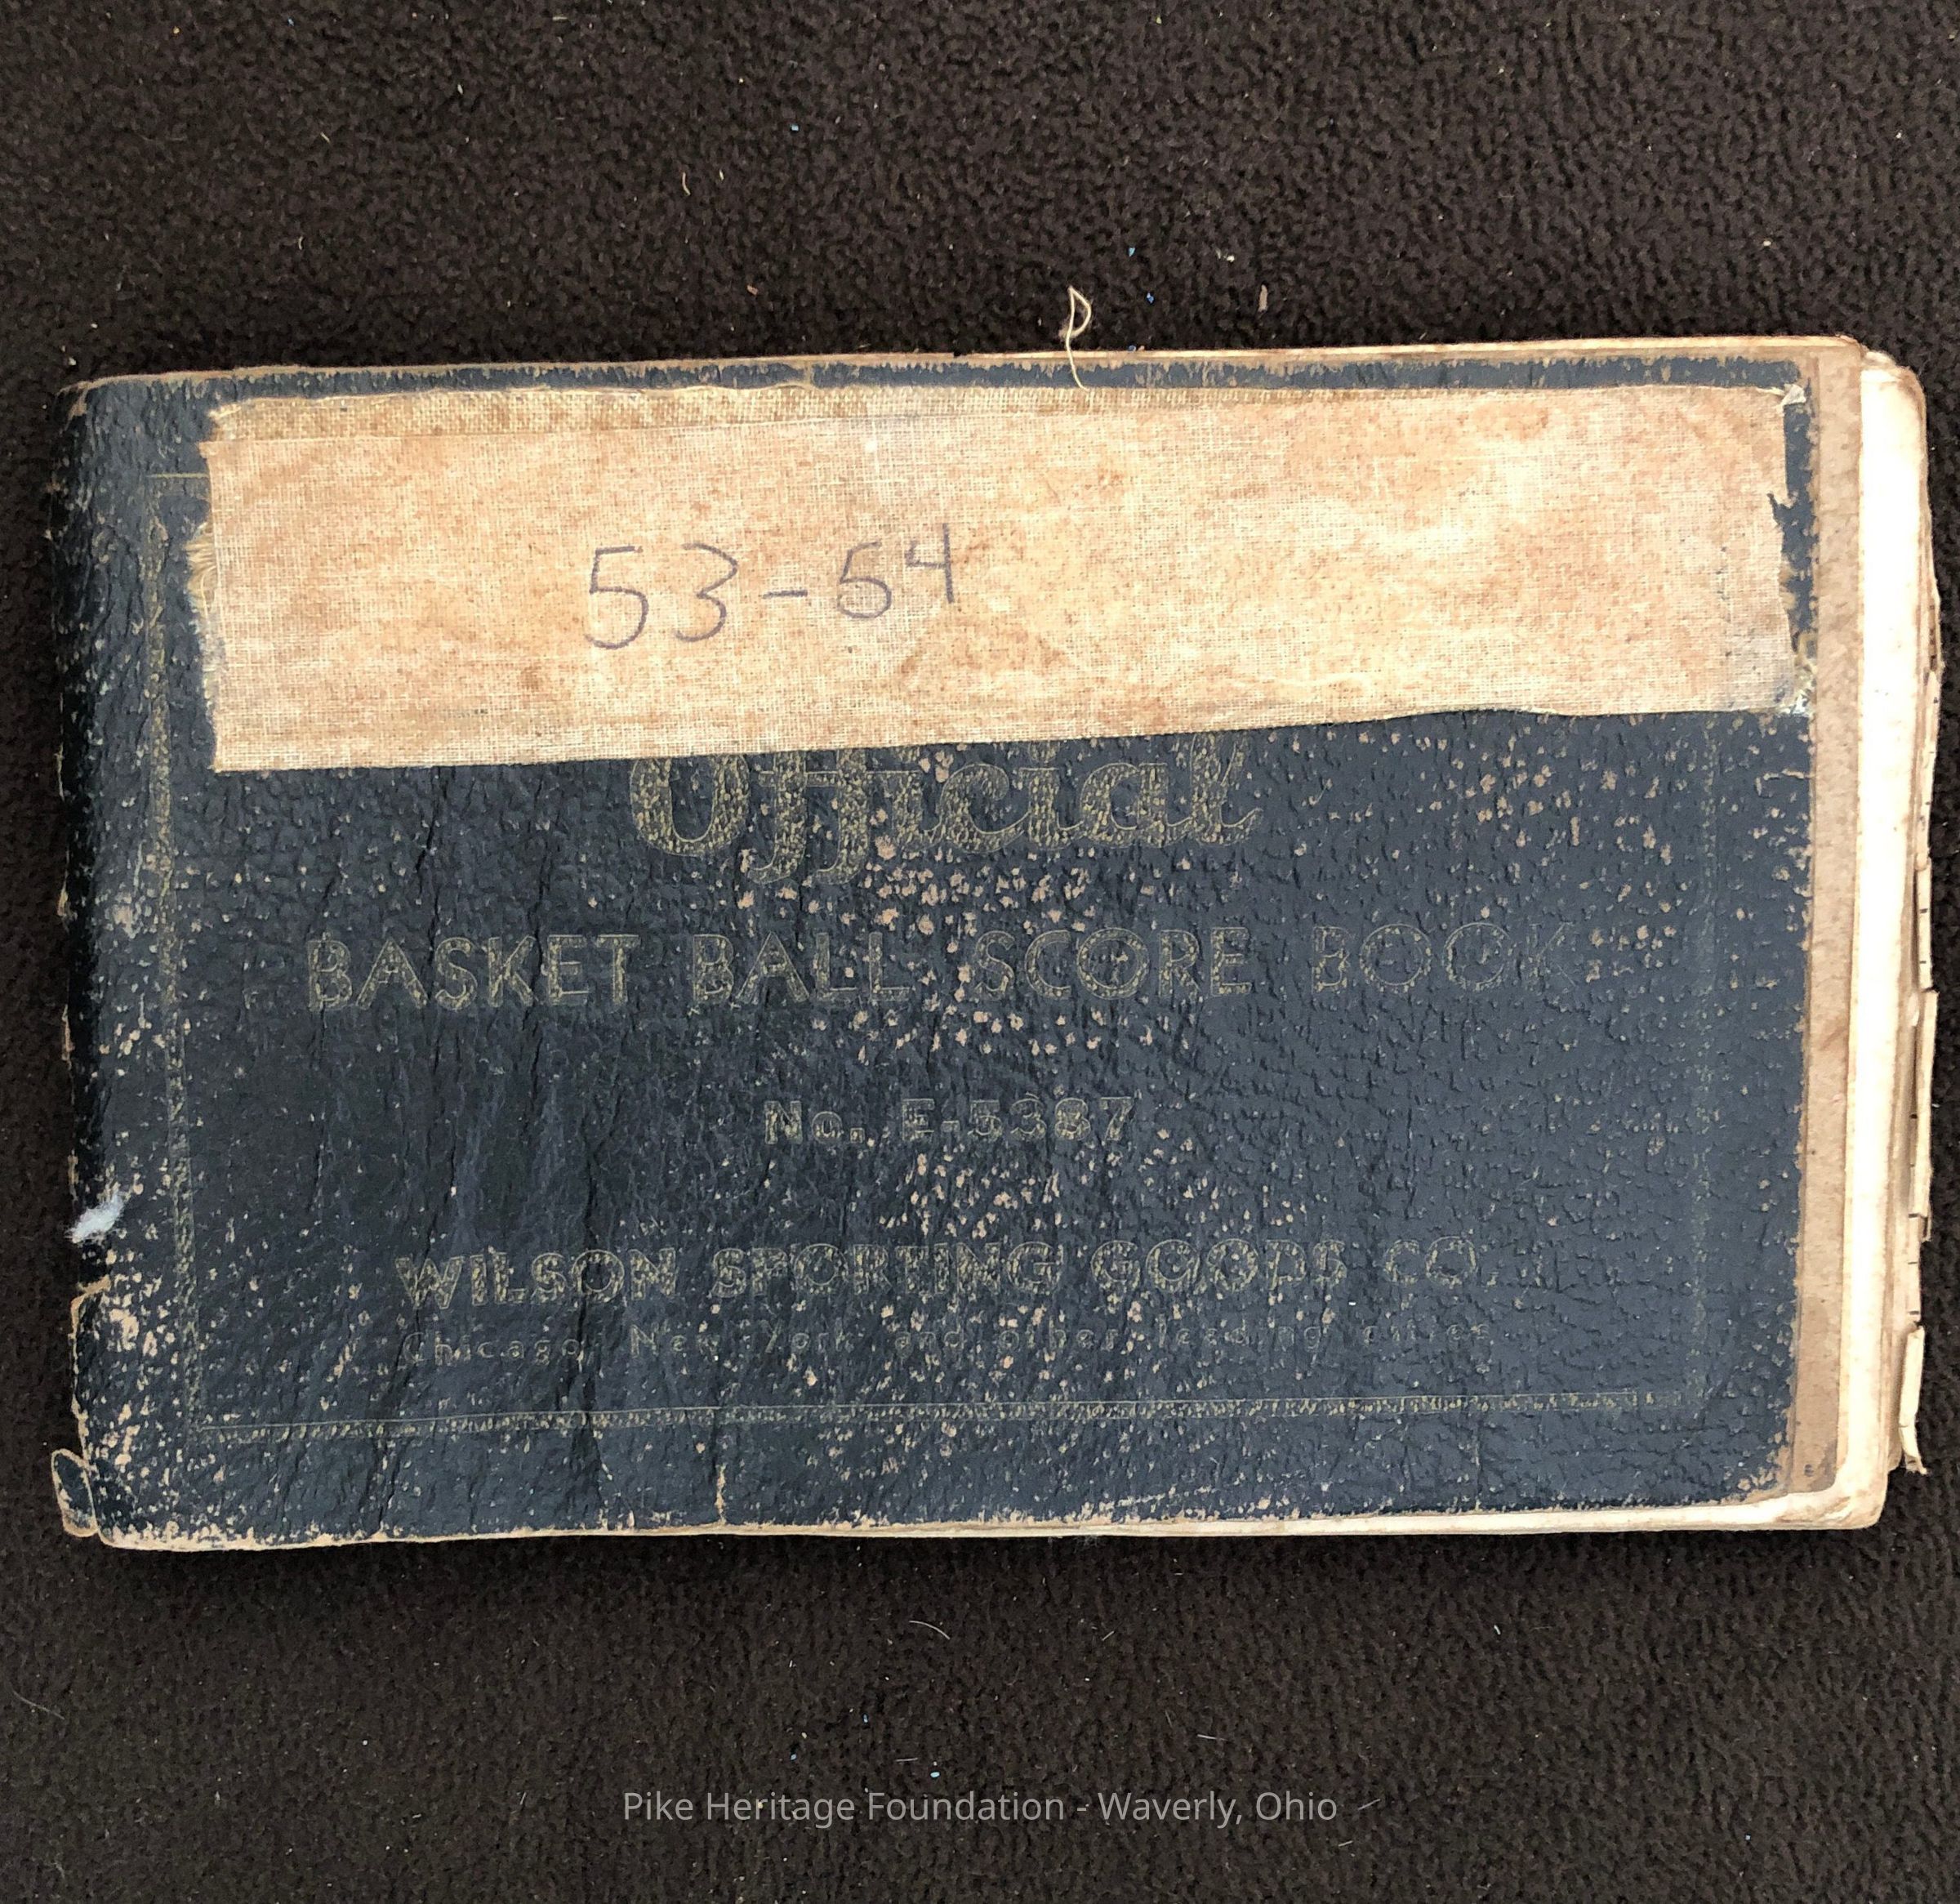 53-54
Official
BASKET BALL SCORE BOOK
No. E-5387
WILSON SPORTING GOODS CO.
Chicago, New York and other leading cities
Pike Heritage Foundation - Waverly, Ohio